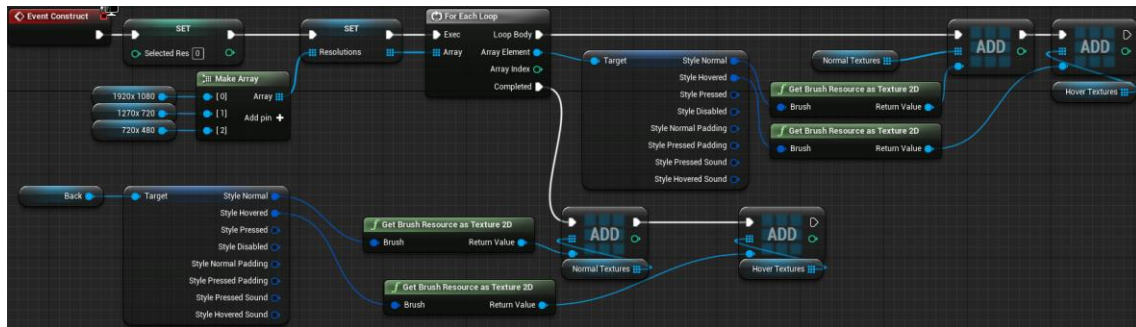 Event Construct
SET
Selected Res 0
SET
Resolutions
Make Array
[0]
Array
[1]
Add pin +
[2]
1920x 1080
1270x 720
720x 480
For Each Loop
Exec
Loop Body
Array
Array Element
Array Index
Completed
Target
Style Normal
Style Hovered
Style Pressed
Style Disabled
Style Normal Padding
Style Pressed Padding
Style Pressed Sound
Style Hovered Sound
Normal Textures
ADD
ADD
Hover Textures
f Get Brush Resource as Texture 2D
Brush
Return Value
f Get Brush Resource as Texture 2D
Brush
Return Value
Back
Target
Style Normal
Style Hovered
Style Pressed
Style Disabled
Style Normal Padding
Style Pressed Padding
Style Pressed Sound
Style Hovered Sound
f Get Brush Resource as Texture 2D
Brush
Return Value
f Get Brush Resource as Texture 2D
Brush
Return Value
ADD
Normal Textures
ADD
Hover Textures